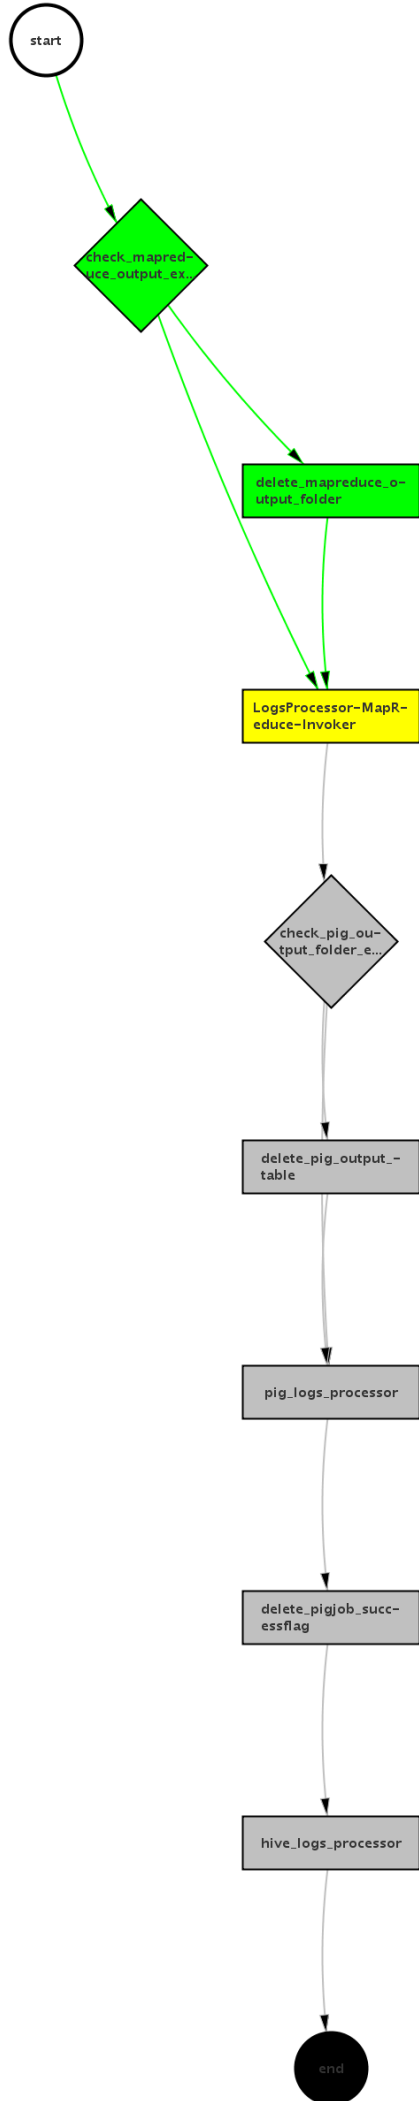 start
check_mapred-
uce_output_ex...
delete_mapreduce_o-
utput_folder
LogsProcessor-MapR-
educe-Invoker
check_pig_ou-
tput_folder_e...
delete_pig_output_-
table
pig_logs_processor
delete_pigjob_succ-
essflag
hive_logs_processor
end